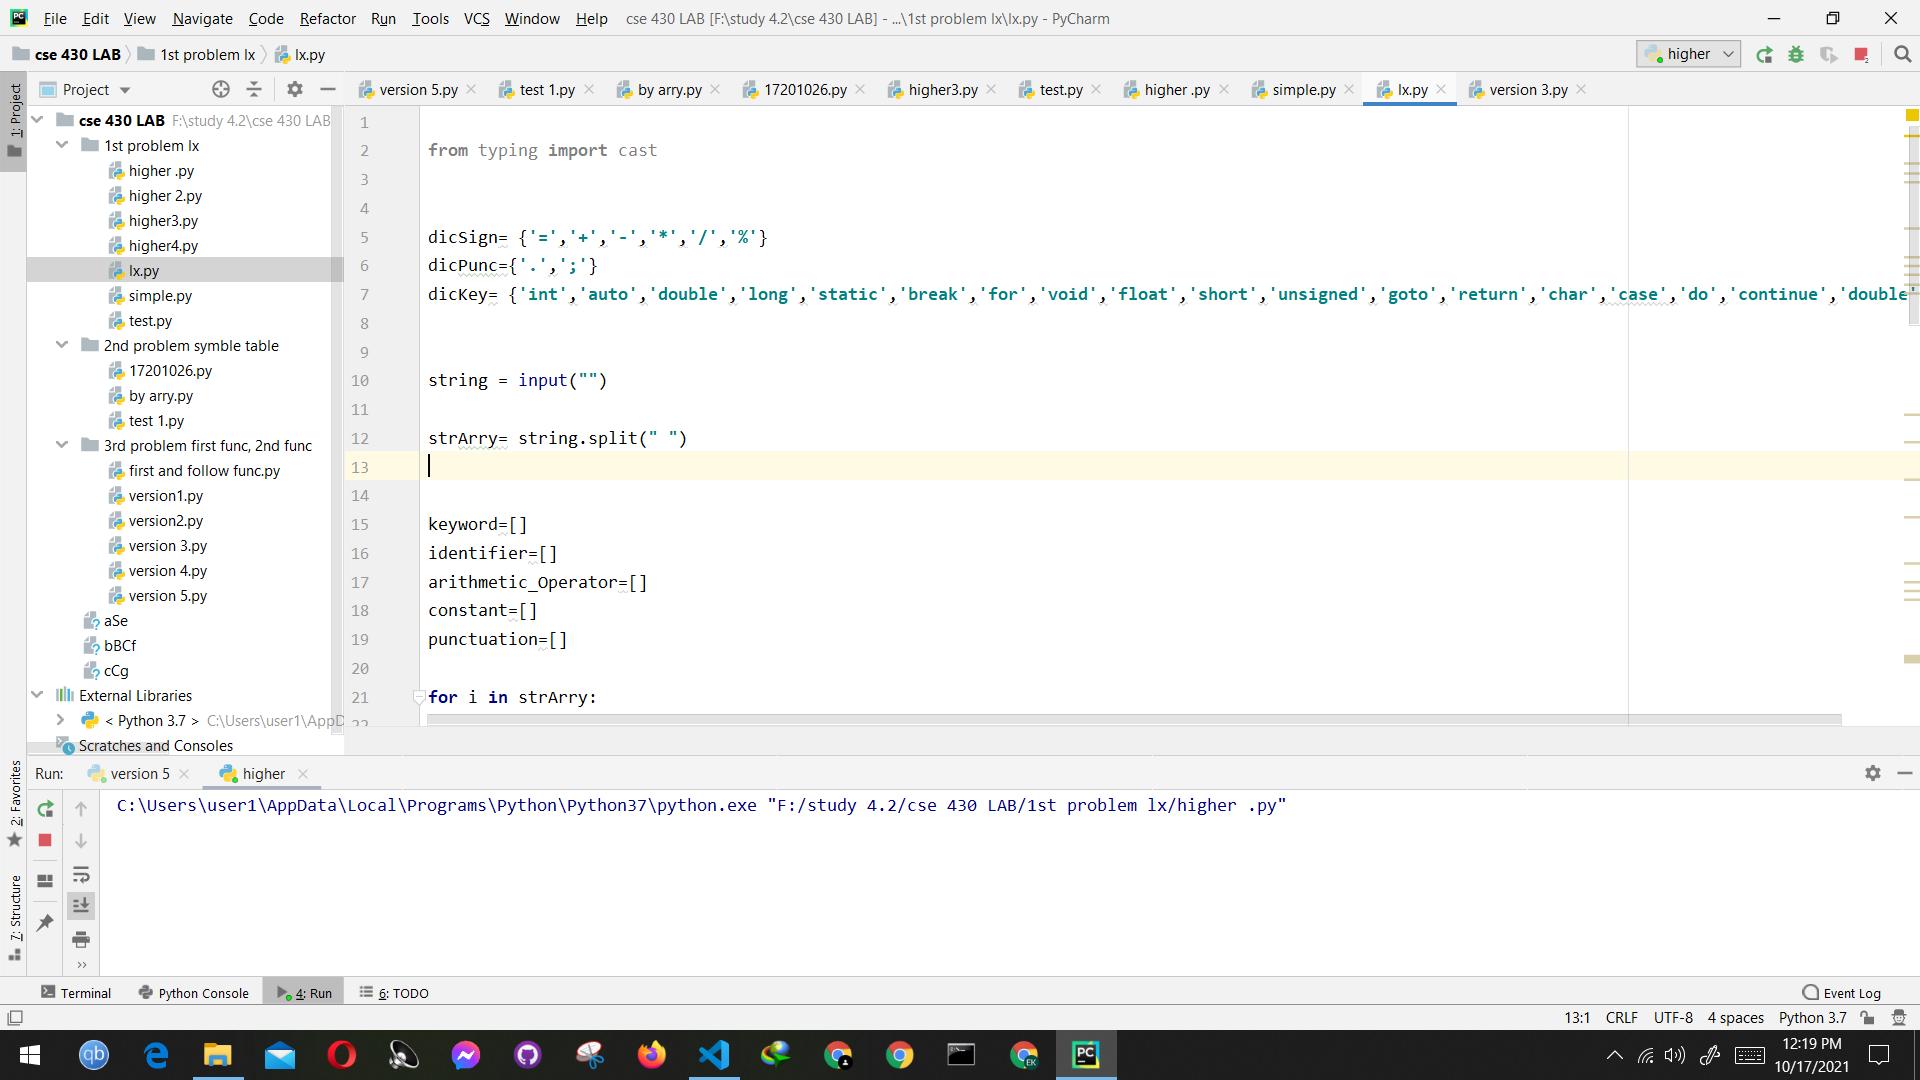 File Edit View Navigate Code Refactor Run Tools VCS Window Help cse 430 LAB [F:\study 4.2\cse 430 LAB] - ...\1st problem lx\lx.py - PyCharm
cse 430 LAB 1st problem lx lx.py higher
1: Project
Project
version 5.py test 1.py by arry.py 17201026.py higher3.py test.py higher .py simple.py lx.py version 3.py
cse 430 LAB F:\study 4.2\cse 430 LAB
1st problem lx
higher .py
higher 2.py
higher3.py
higher4.py
lx.py
simple.py
test.py
2nd problem symble table
17201026.py
by arry.py
test 1.py
3rd problem first func, 2nd func
first and follow func.py
version1.py
version2.py
version 3.py
version 4.py
version 5.py
aSe
bBCf
cCg
External Libraries
< Python 3.7 > C:\Users\user1\AppD
Scratches and Consoles
1
2 from typing import cast
3
4
5 dicSign= {'=','+','-','*','/','%'}
6 dicPunc={'.',';'}
7 dicKey= {'int','auto','double','long','static','break','for','void','float','short','unsigned','goto','return','char','case','do','continue','double'
8
9
10 string = input("")
11
12 strArry= string.split(" ")
13
14
15 keyword=[]
16 identifier=[]
17 arithmetic_Operator=[]
18 constant=[]
19 punctuation=[]
20
21 for i in strArry:
22
2: Favorites
7: Structure
Run: version 5 higher
C:\Users\user1\AppData\Local\Programs\Python\Python37\python.exe "F:/study 4.2/cse 430 LAB/1st problem lx/higher .py"
Terminal Python Console 4: Run 6: TODO Event Log
13:1 CRLF UTF-8 4 spaces Python 3.7
12:19 PM
10/17/2021